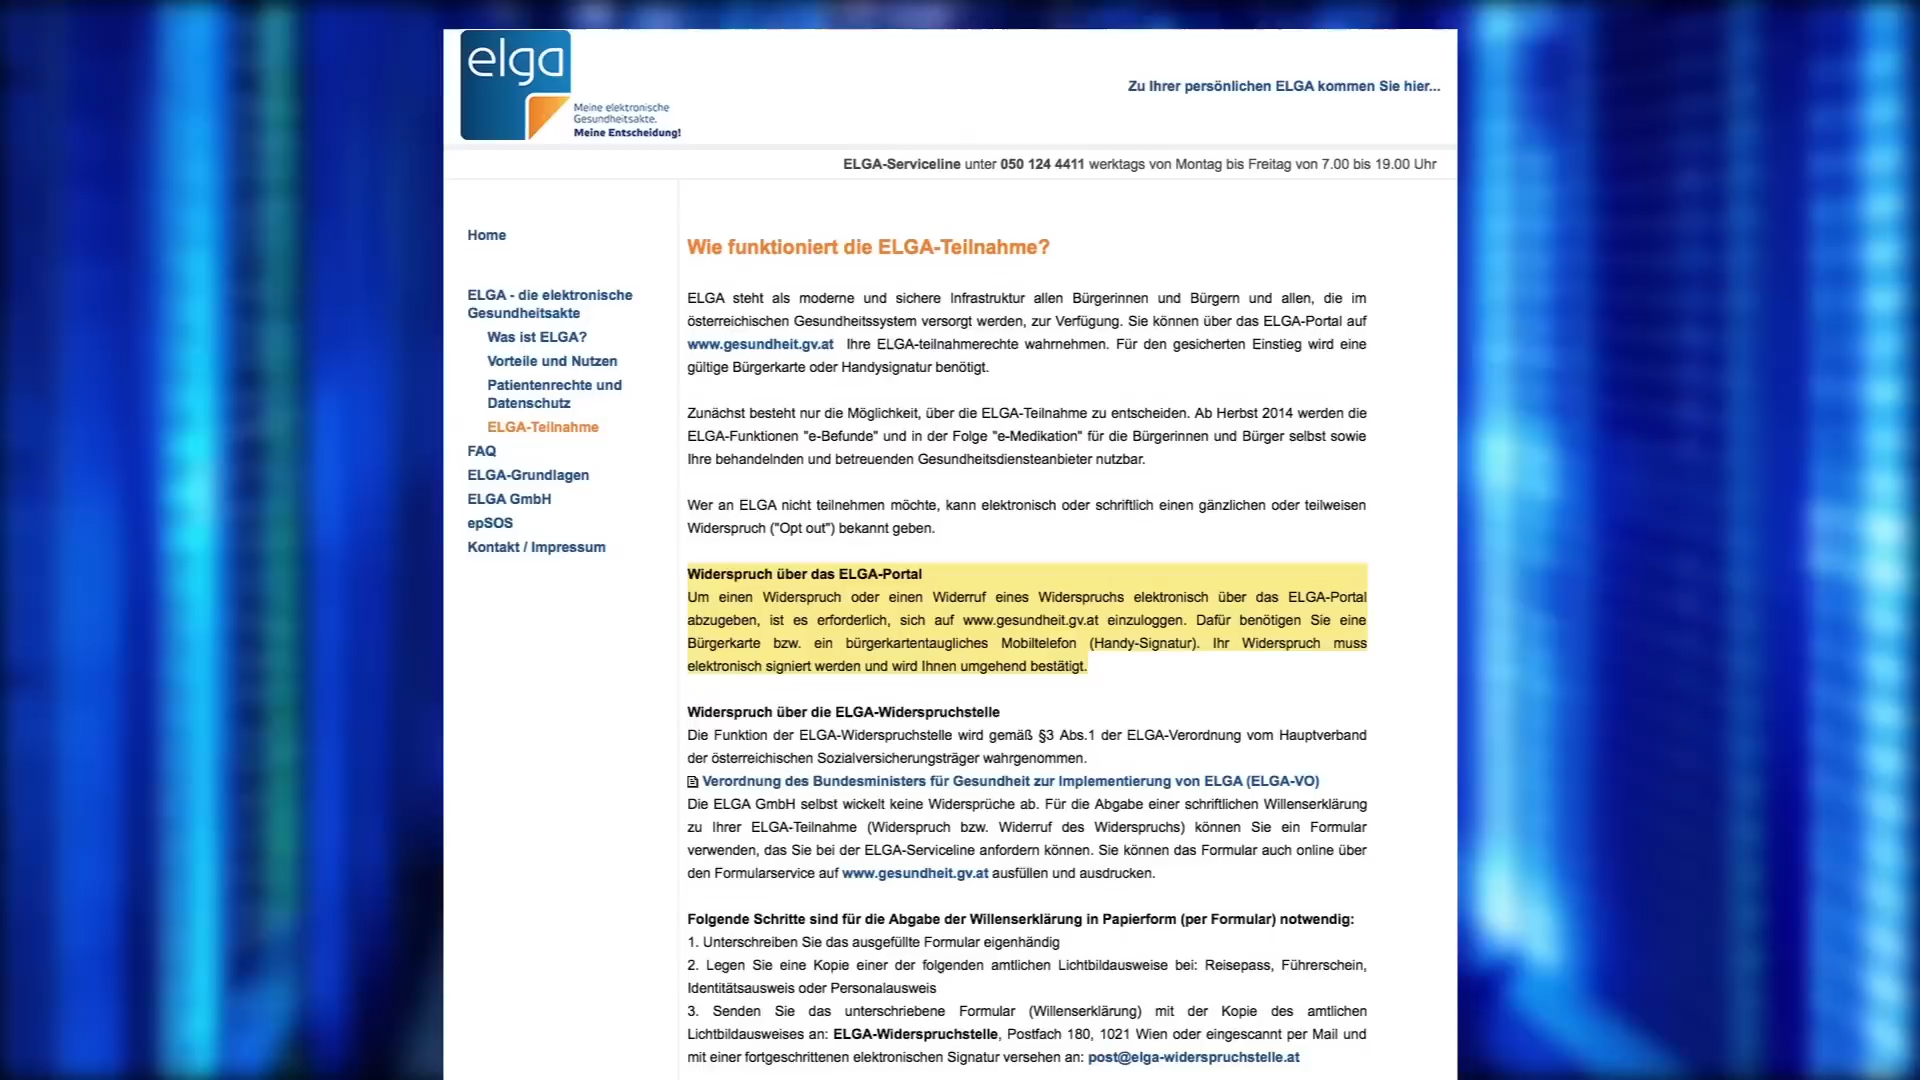 elga
Meine elektronische
Gesundheitsakte.
Meine Entscheidung!
Zu Ihrer persönlichen ELGA kommen Sie hier...
ELGA-Serviceline unter 050 124 4411 werktags von Montag bis Freitag von 7.00 bis 19.00 Uhr
Home
ELGA - die elektronische
Gesundheitsakte
Was ist ELGA?
Vorteile und Nutzen
Patientenrechte und
Datenschutz
ELGA-Teilnahme
FAQ
ELGA-Grundlagen
ELGA GmbH
epSOS
Kontakt / Impressum
Wie funktioniert die ELGA-Teilnahme?
ELGA steht als moderne und sichere Infrastruktur allen Bürgerinnen und Bürgern und allen, die im
österreichischen Gesundheitssystem versorgt werden, zur Verfügung. Sie können über das ELGA-Portal auf
www.gesundheit.gv.at Ihre ELGA-teilnahmerechte wahrnehmen. Für den gesicherten Einstieg wird eine
gültige Bürgerkarte oder Handysignatur benötigt.
Zunächst besteht nur die Möglichkeit, über die ELGA-Teilnahme zu entscheiden. Ab Herbst 2014 werden die
ELGA-Funktionen "e-Befunde" und in der Folge "e-Medikation" für die Bürgerinnen und Bürger selbst sowie
Ihre behandelnden und betreuenden Gesundheitsdiensteanbieter nutzbar.
Wer an ELGA nicht teilnehmen möchte, kann elektronisch oder schriftlich einen gänzlichen oder teilweisen
Widerspruch ("Opt out") bekannt geben.
Widerspruch über das ELGA-Portal
Um einen Widerspruch oder einen Widerruf eines Widerspruchs elektronisch über das ELGA-Portal
abzugeben, ist es erforderlich, sich auf www.gesundheit.gv.at einzuloggen. Dafür benötigen Sie eine
Bürgerkarte bzw. ein bürgerkartentaugliches Mobiltelefon (Handy-Signatur). Ihr Widerspruch muss
elektronisch signiert werden und wird Ihnen umgehend bestätigt.
Widerspruch über die ELGA-Widerspruchstelle
Die Funktion der ELGA-Widerspruchstelle wird gemäß §3 Abs.1 der ELGA-Verordnung vom Hauptverband
der österreichischen Sozialversicherungsträger wahrgenommen.
Verordnung des Bundesministers für Gesundheit zur Implementierung von ELGA (ELGA-VO)
Die ELGA GmbH selbst wickelt keine Widersprüche ab. Für die Abgabe einer schriftlichen Willenserklärung
zu Ihrer ELGA-Teilnahme (Widerspruch bzw. Widerruf des Widerspruchs) können Sie ein Formular
verwenden, das Sie bei der ELGA-Serviceline anfordern können. Sie können das Formular auch online über
den Formularservice auf www.gesundheit.gv.at ausfüllen und ausdrucken.
Folgende Schritte sind für die Abgabe der Willenserklärung in Papierform (per Formular) notwendig:
1. Unterschreiben Sie das ausgefüllte Formular eigenhändig
2. Legen Sie eine Kopie einer der folgenden amtlichen Lichtbildausweise bei: Reisepass, Führerschein,
Identitätsausweis oder Personalausweis
3. Senden Sie das unterschriebene Formular (Willenserklärung) mit der Kopie des amtlichen
Lichtbildausweises an: ELGA-Widerspruchstelle, Postfach 180, 1021 Wien oder eingescannt per Mail und
mit einer fortgeschrittenen elektronischen Signatur versehen an: post@elga-widerspruchstelle.at